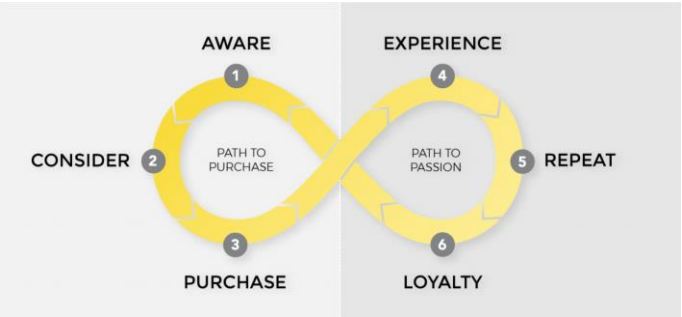 AWARE
1
CONSIDER
2
PATH TO
PURCHASE
3
PURCHASE
EXPERIENCE
4
PATH TO
PASSION
5
REPEAT
6
LOYALTY